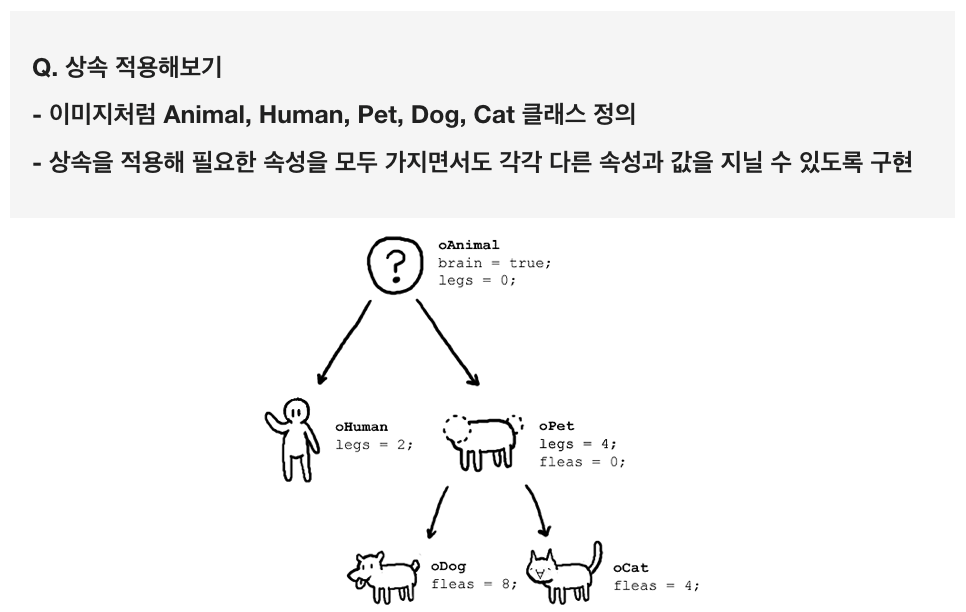 Q. 상속 적용해보기
- 이미지처럼 Animal, Human, Pet, Dog, Cat 클래스 정의
- 상속을 적용해 필요한 속성을 모두 가지면서도 각각 다른 속성과 값을 지닐 수 있도록 구현
oAnimal
brain = true;
legs = 0;
?
oHuman
legs = 2;
oPet
legs = 4;
fleas = 0;
oDog
fleas = 8;
oCat
fleas = 4;